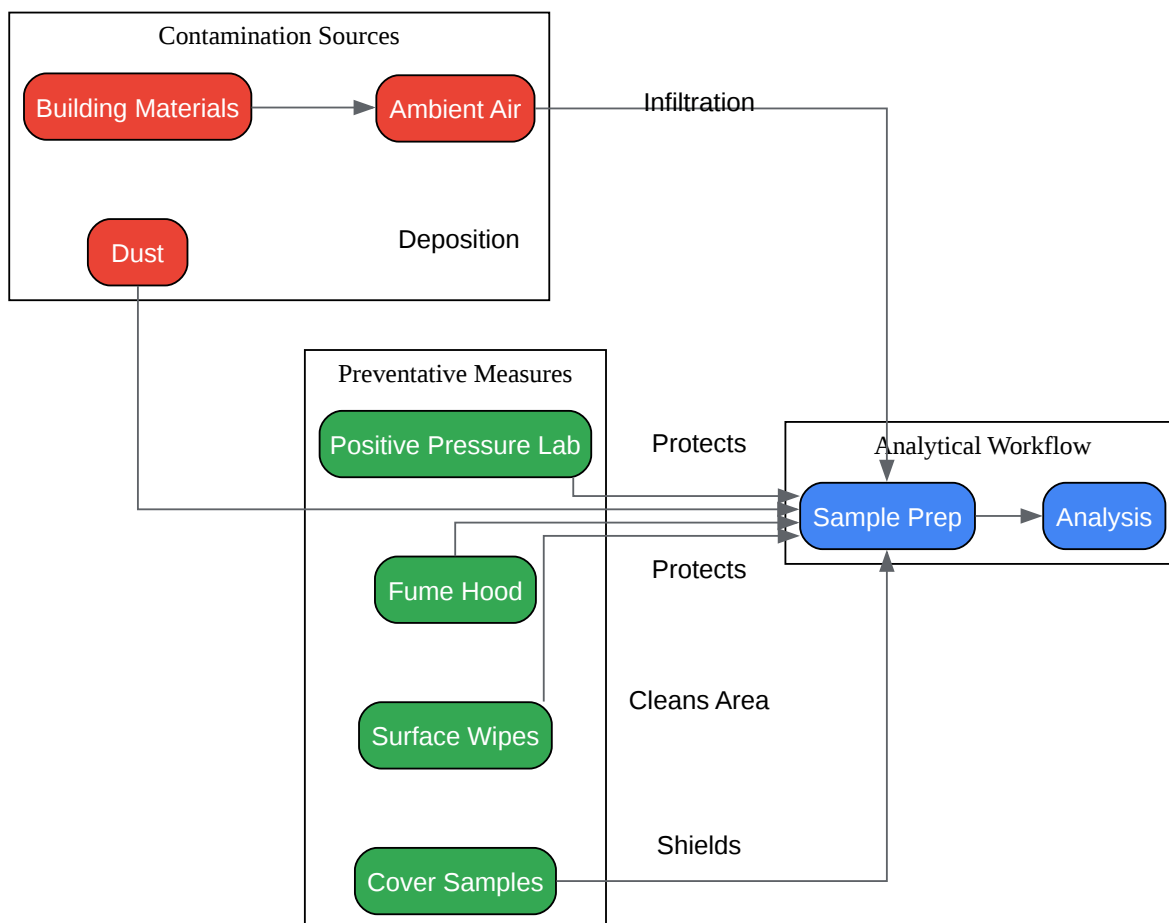 Contamination Sources
Building Materials
Ambient Air
Infiltration
Dust
Deposition
Preventative Measures
Positive Pressure Lab
Protects
Analytical Workflow
Sample Prep
Analysis
Fume Hood
Protects
Surface Wipes
Cleans Area
Cover Samples
Shields